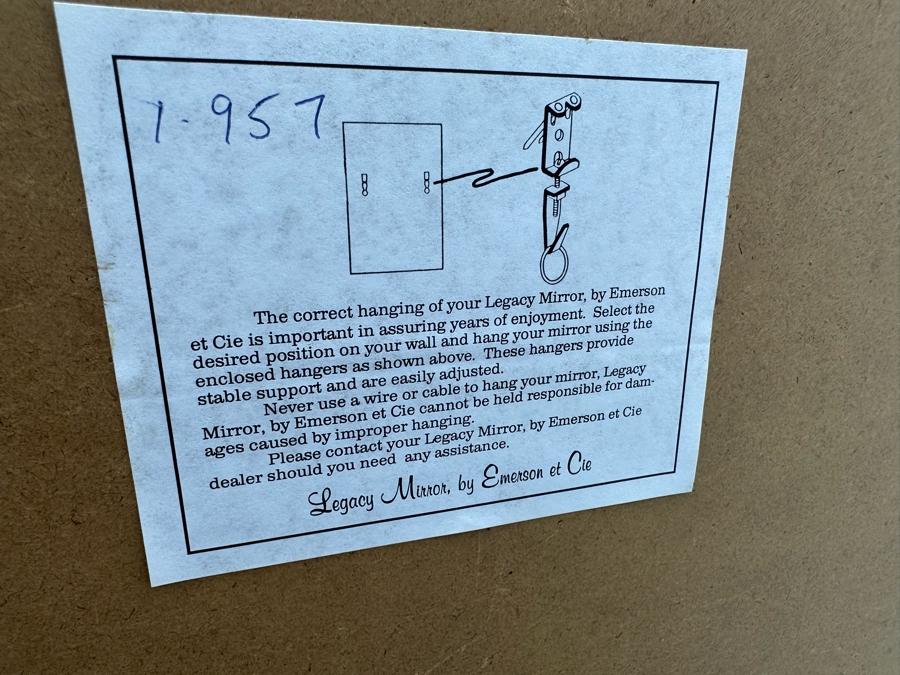 1-957
The correct hanging of your Legacy Mirror, by Emerson
et Cie is important in assuring years of enjoyment. Select the
desired position on your wall and hang your mirror using the
enclosed hangers as shown above. These hangers provide
stable support and are easily adjusted.
Never use a wire or cable to hang your mirror, Legacy
Mirror, by Emerson et Cie cannot be held responsible for dam-
ages caused by improper hanging.
Please contact your Legacy Mirror, by Emerson et Cie
dealer should you need any assistance.
Legacy Mirror, by Emerson et Cie